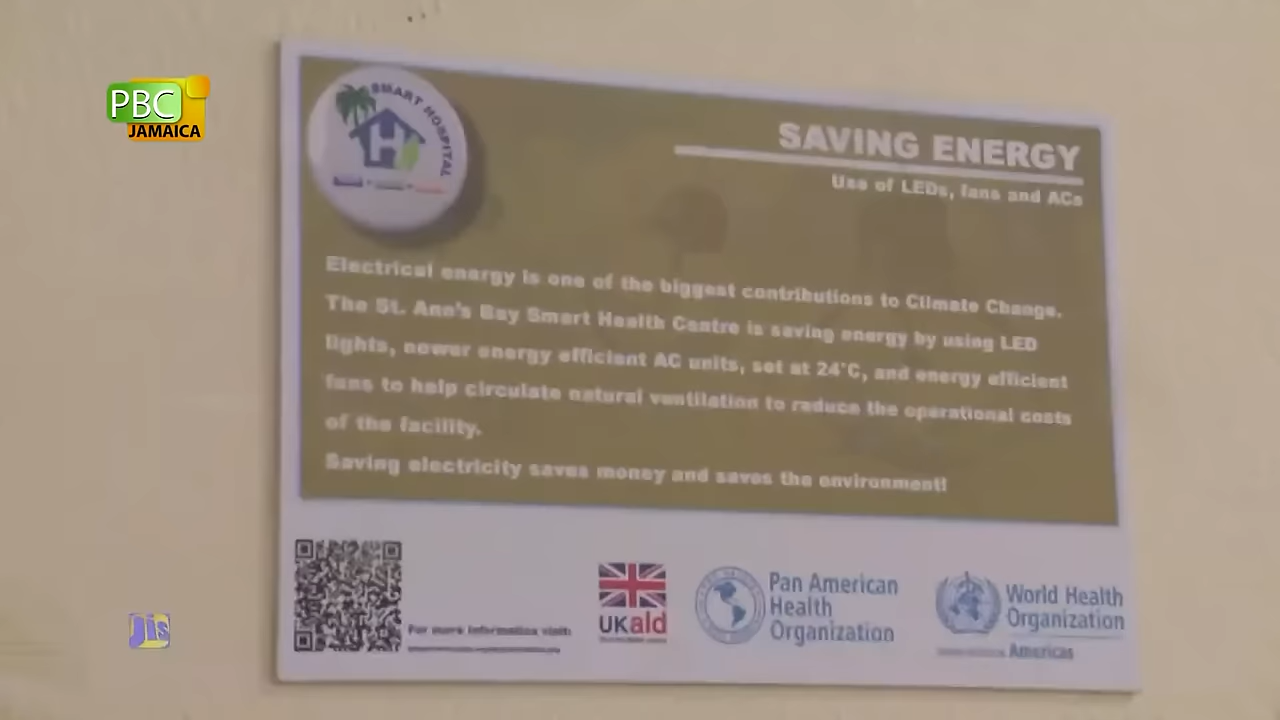 PBC
JAMAICA
SMART HOSPITAL
SAVING ENERGY
Use of LEDs, fans and ACs
Electrical energy is one of the biggest contributions to Climate Change.
The St. Ann's Bay Smart Health Centre is saving energy by using LED
lights, newer energy efficient AC units, set at 24°C, and energy efficient
fans to help circulate natural ventilation to reduce the operational costs
of the facility.
Saving electricity saves money and saves the environment!
For more information visit:
UKaid
Pan American
Health
Organization
World Health
Organization
Americas
Jis